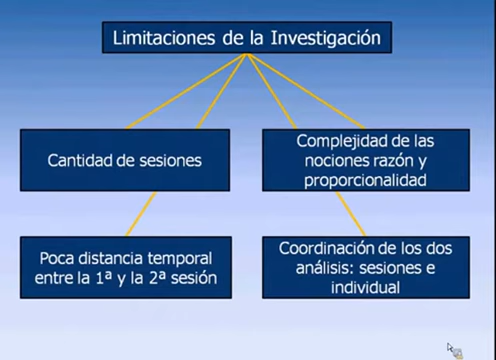 Limitaciones de la Investigación
Cantidad de sesiones
Complejidad de las
nociones razón y
proporcionalidad
Poca distancia temporal
entre la 1ª y la 2ª sesión
Coordinación de los dos
análisis: sesiones e
individual